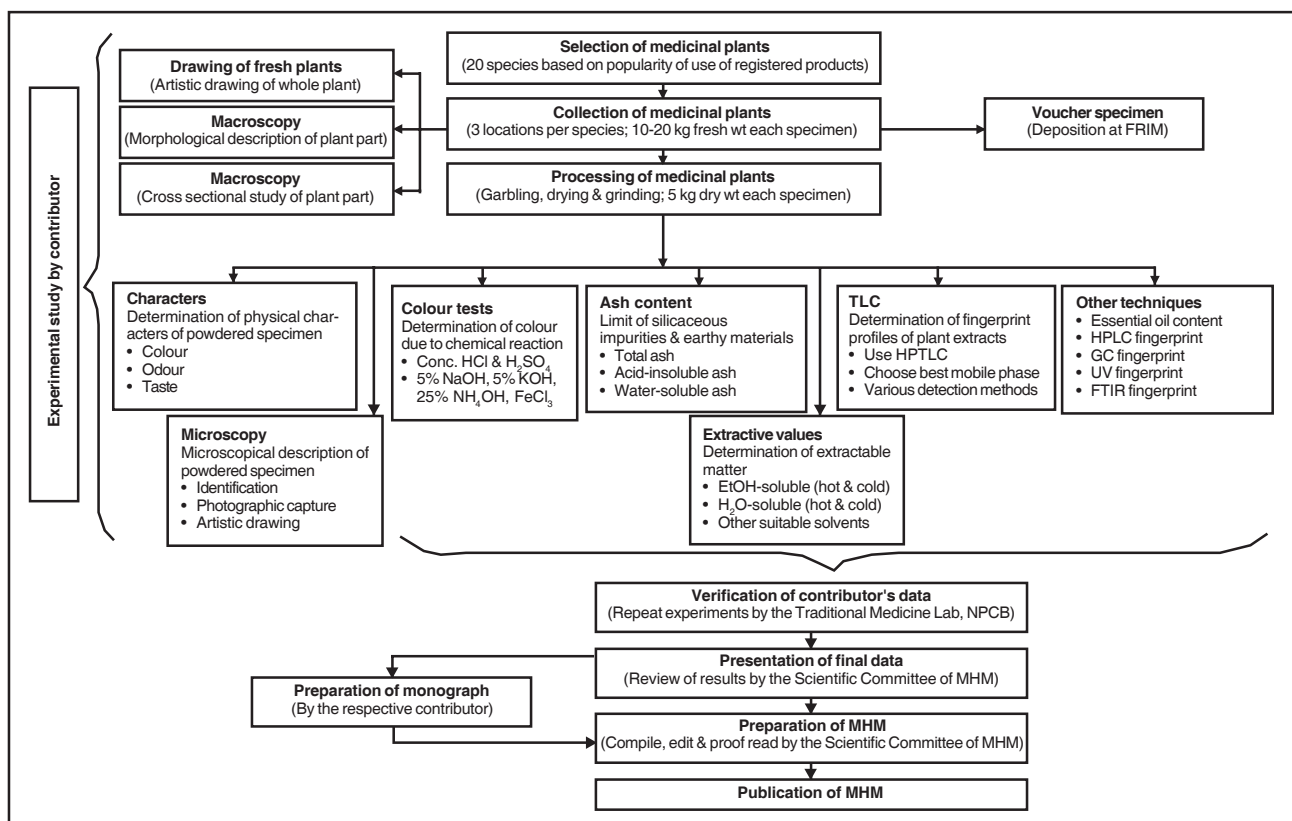 Experimental study by contributor
Selection of medicinal plants
(20 species based on popularity of use of registered products)
Drawing of fresh plants
(Artistic drawing of whole plant)
Collection of medicinal plants
(3 locations per species; 10-20 kg fresh wt each specimen)
Voucher specimen
(Deposition at FRIM)
Macroscopy
(Morphological description of plant part)
Macroscopy
(Cross sectional study of plant part)
Processing of medicinal plants
(Garbling, drying & grinding; 5 kg dry wt each specimen)
Characters
Determination of physical char-
acters of powdered specimen
• Colour
• Odour
• Taste
Colour tests
Determination of colour
due to chemical reaction
• Conc. HCl & H₂SO₄
• 5% NaOH, 5% KOH,
25% NH₄OH, FeCl₃
Ash content
Limit of silicaceous
impurities & earthy materials
• Total ash
• Acid-insoluble ash
• Water-soluble ash
TLC
Determination of fingerprint
profiles of plant extracts
• Use HPTLC
• Choose best mobile phase
• Various detection methods
Other techniques
• Essential oil content
• HPLC fingerprint
• GC fingerprint
• UV fingerprint
• FTIR fingerprint
Microscopy
Microscopical description of
powdered specimen
• Identification
• Photographic capture
• Artistic drawing
Extractive values
Determination of extractable
matter
• EtOH-soluble (hot & cold)
• H₂O-soluble (hot & cold)
• Other suitable solvents
Verification of contributor's data
(Repeat experiments by the Traditional Medicine Lab, NPCB)
Presentation of final data
(Review of results by the Scientific Committee of MHM)
Preparation of monograph
(By the respective contributor)
Preparation of MHM
(Compile, edit & proof read by the Scientific Committee of MHM)
Publication of MHM